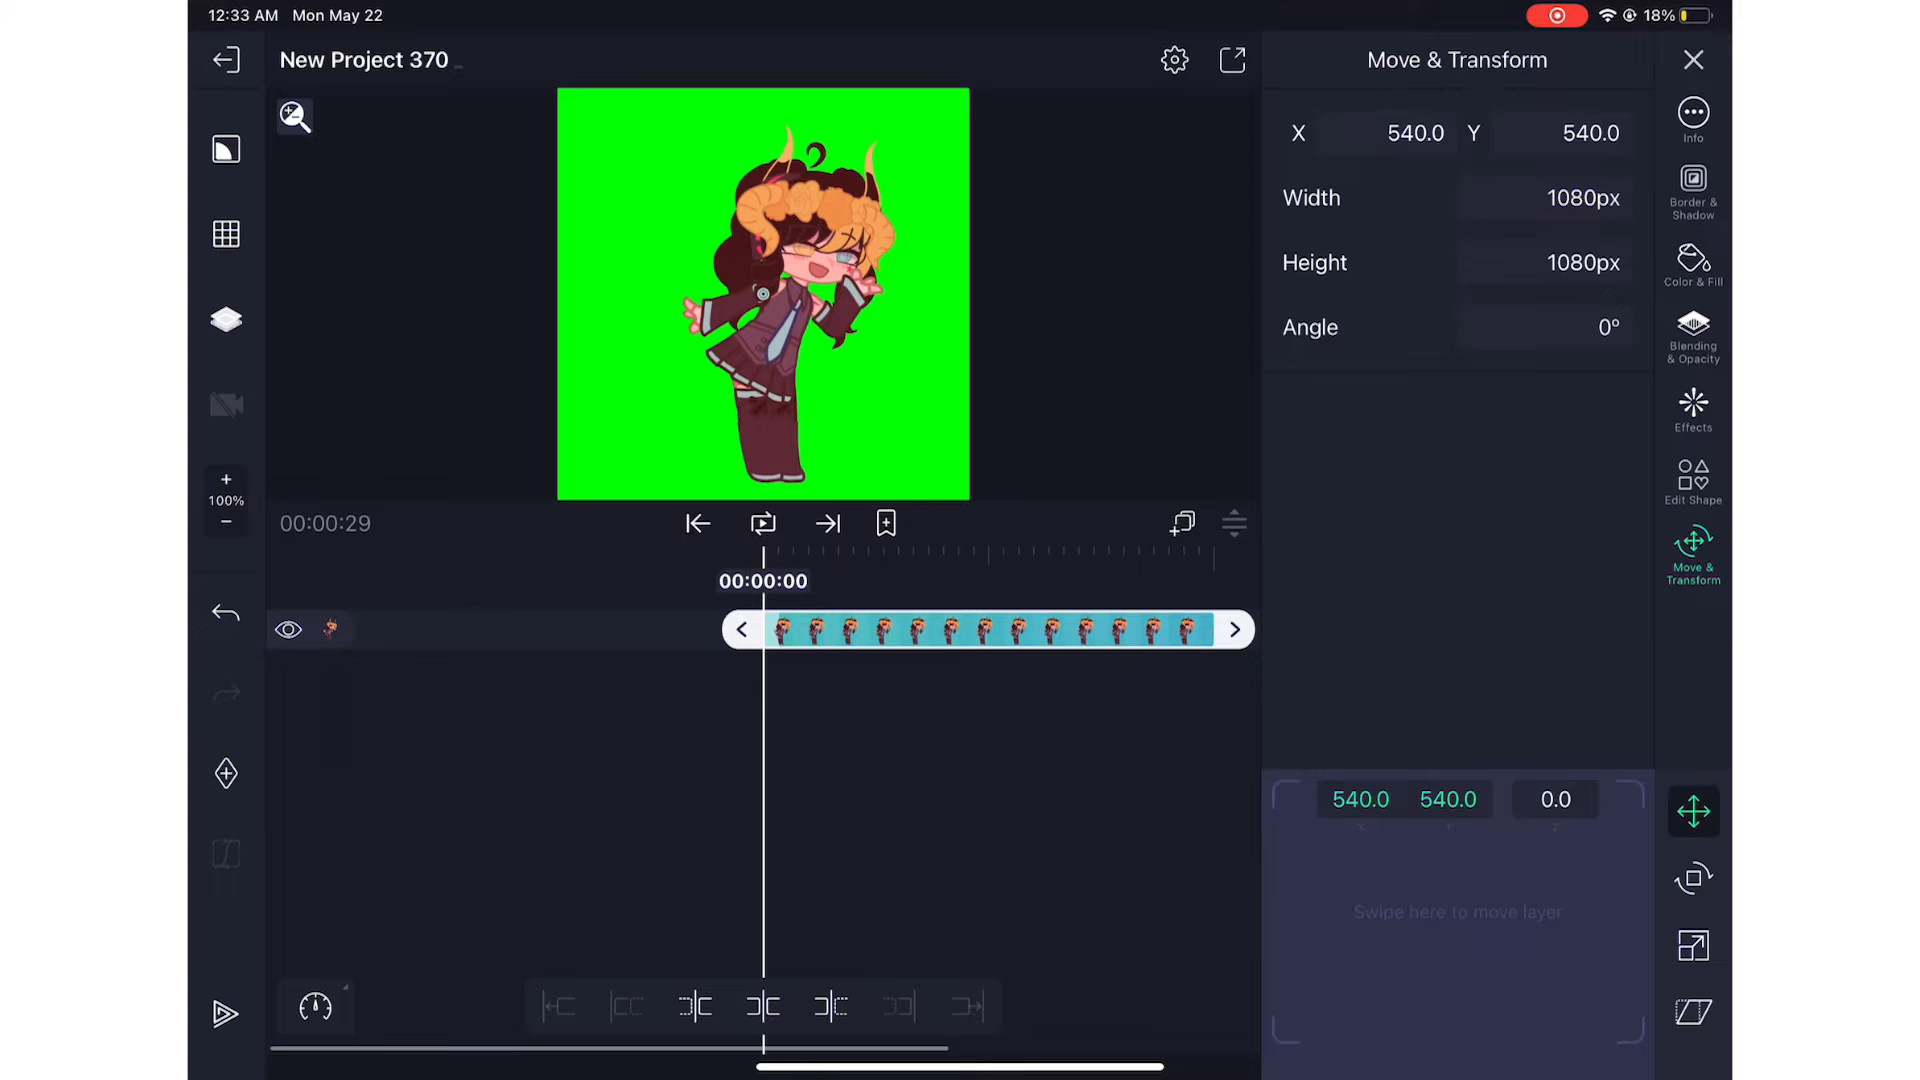 12:33 AM Mon May 22
18%
New Project 370
Move & Transform
X 540.0 Y 540.0
Width 1080px
Height 1080px
Angle 0°
Info
Border &
Shadow
Color & Fill
Blending
& Opacity
Effects
Edit Shape
Move &
Transform
+
100%
−
00:00:29
00:00:00
540.0 540.0 0.0
X Y Z
Swipe here to move layer